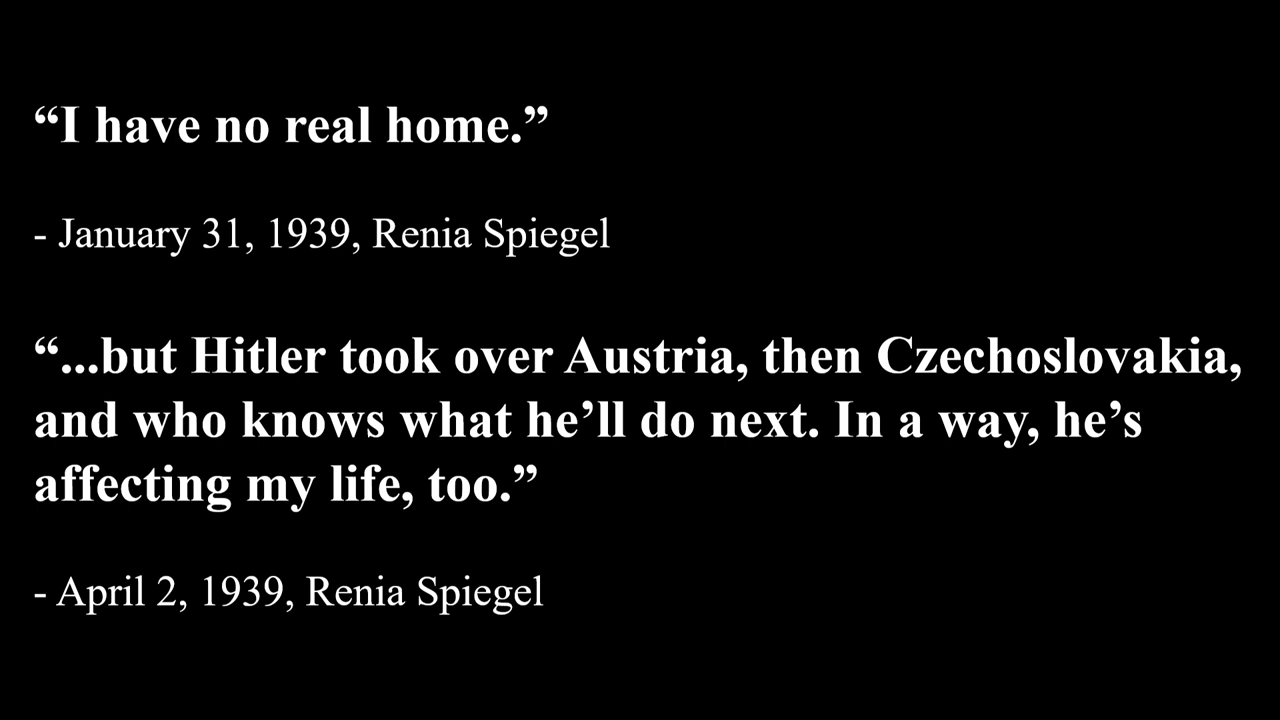 “I have no real home.”
- January 31, 1939, Renia Spiegel
“...but Hitler took over Austria, then Czechoslovakia,
and who knows what he’ll do next. In a way, he’s
affecting my life, too.”
- April 2, 1939, Renia Spiegel